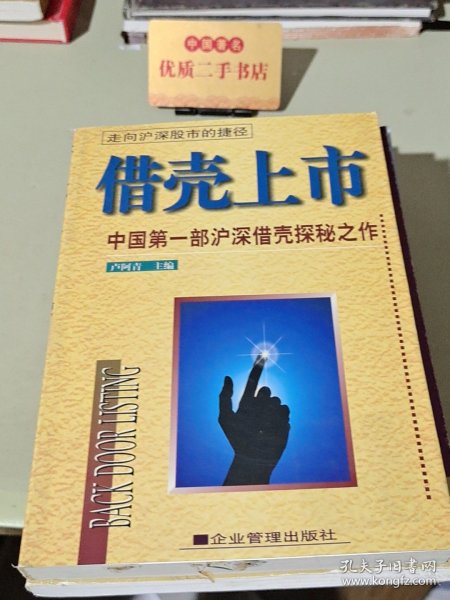 中国著名
优质二手书店
走向沪深股市的捷径
借壳上市
中国第一部沪深借壳探秘之作
卢阿青 主编
BACK DOOR LISTING
企业管理出版社
孔夫子旧书网
www.kongfz.com